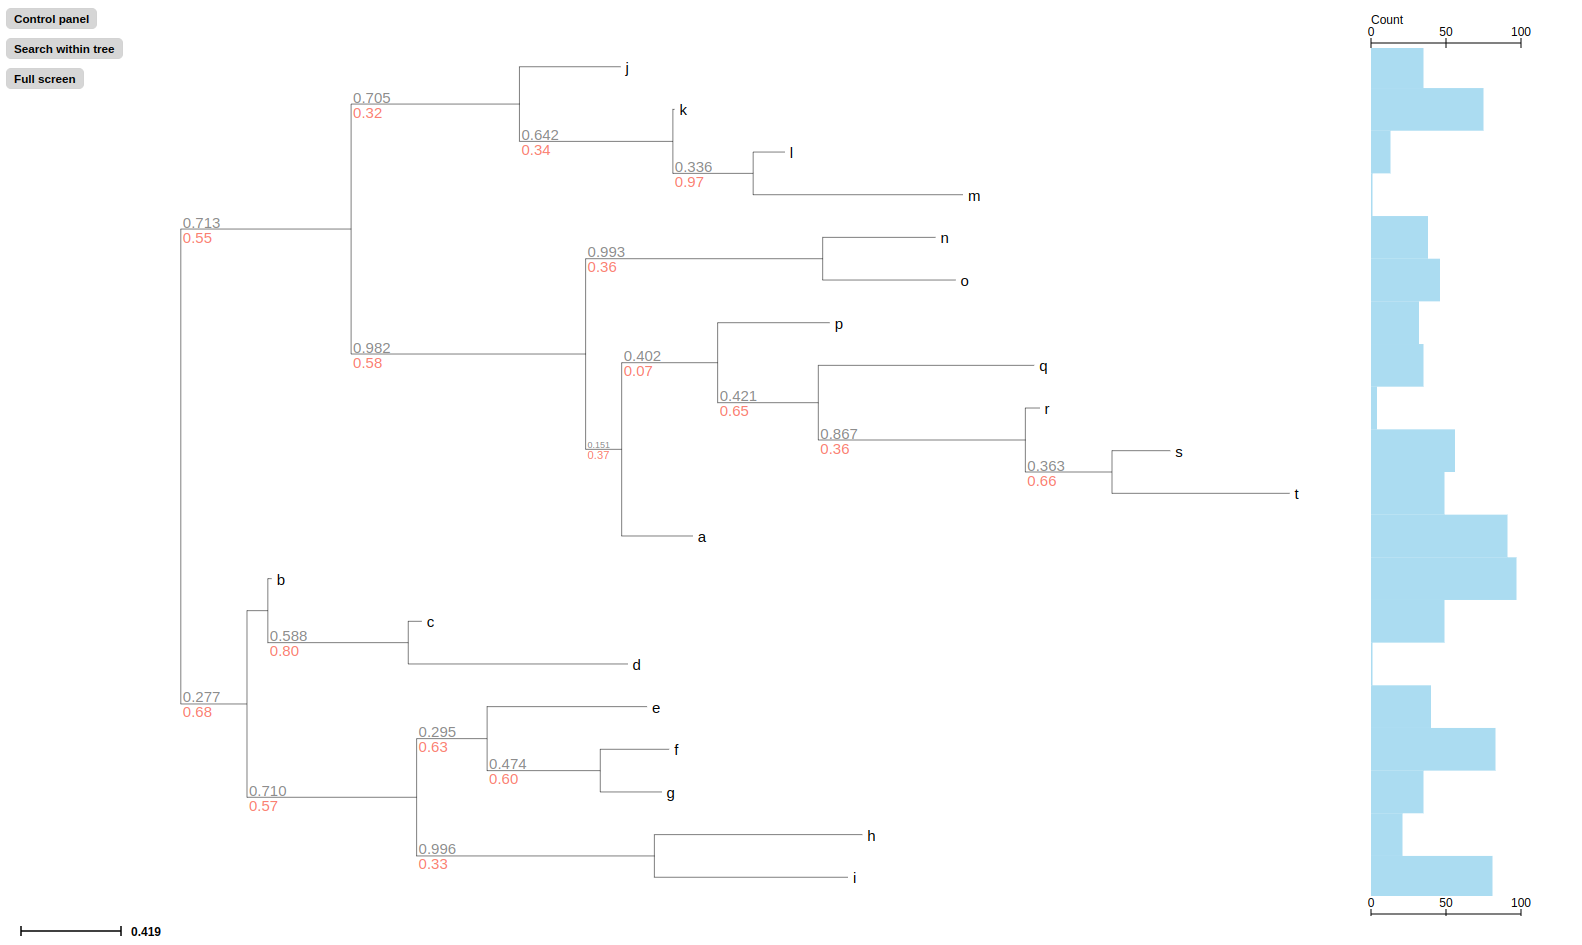 Control panel
Search within tree
Full screen
Count
0 50 100
j
0.705
0.32
k
0.642
0.34
l
0.336
0.97
m
0.713
0.55
n
0.993
0.36
o
p
0.982
0.58
0.402
0.07
q
0.421
0.65
r
0.867
0.36
0.151
0.37
s
0.363
0.66
t
a
b
c
0.588
0.80
d
0.277
0.68
e
0.295
0.63
f
0.474
0.60
g
0.710
0.57
h
0.996
0.33
i
0 50 100
0.419